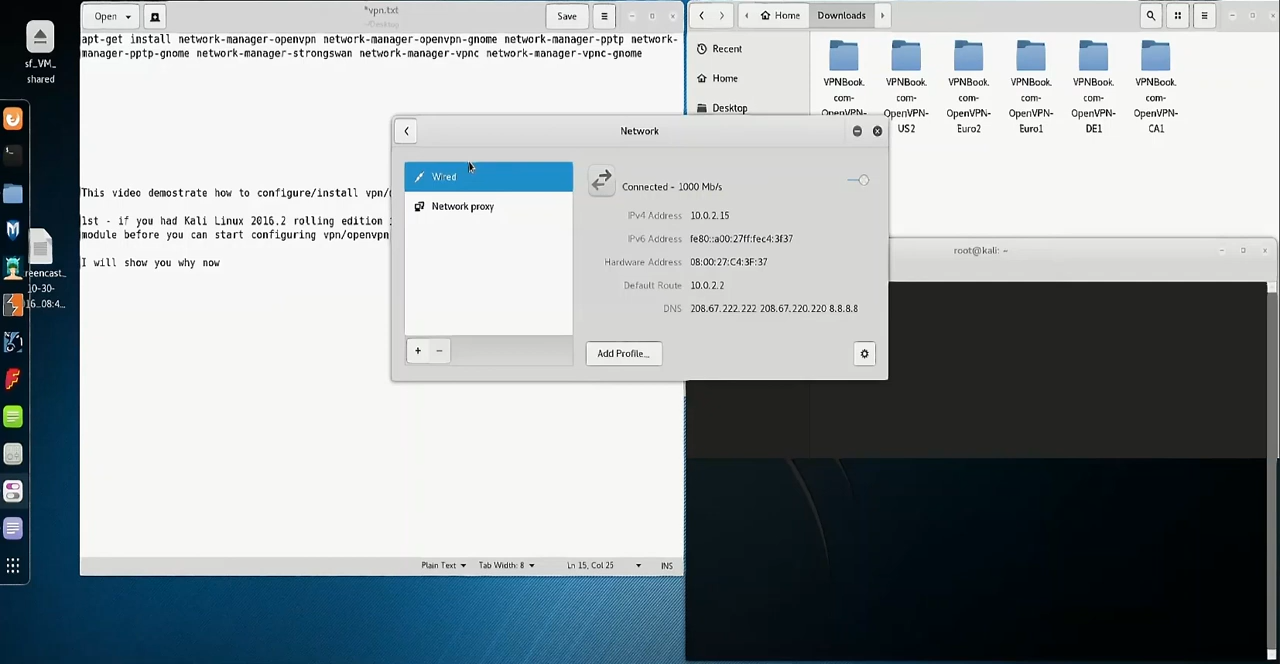 sf_VM_
shared
reencast_
10-30-
16_08:4...
Open
*vpn.txt
~/Desktop
Save
apt-get install network-manager-openvpn network-manager-openvpn-gnome network-manager-pptp network-
manager-pptp-gnome network-manager-strongswan network-manager-vpnc network-manager-vpnc-gnome
This video demostrate how to configure/install vpn/
1st - if you had Kali Linux 2016.2 rolling edition
module before you can start configuring vpn/openvpn
I will show you why now
Plain Text
Tab Width: 8
Ln 15, Col 25
INS
Home
Downloads
Recent
Home
Desktop
VPNBook.
com-
OpenVPN-
US2
VPNBook.
com-
OpenVPN-
Euro2
VPNBook.
com-
OpenVPN-
Euro1
VPNBook.
com-
OpenVPN-
DE1
VPNBook.
com-
OpenVPN-
CA1
Network
Wired
Network proxy
Connected - 1000 Mb/s
IPv4 Address 10.0.2.15
IPv6 Address fe80::a00:27ff:fec4:3f37
Hardware Address 08:00:27:C4:3F:37
Default Route 10.0.2.2
DNS 208.67.222.222 208.67.220.220 8.8.8.8
Add Profile...
root@kali: ~